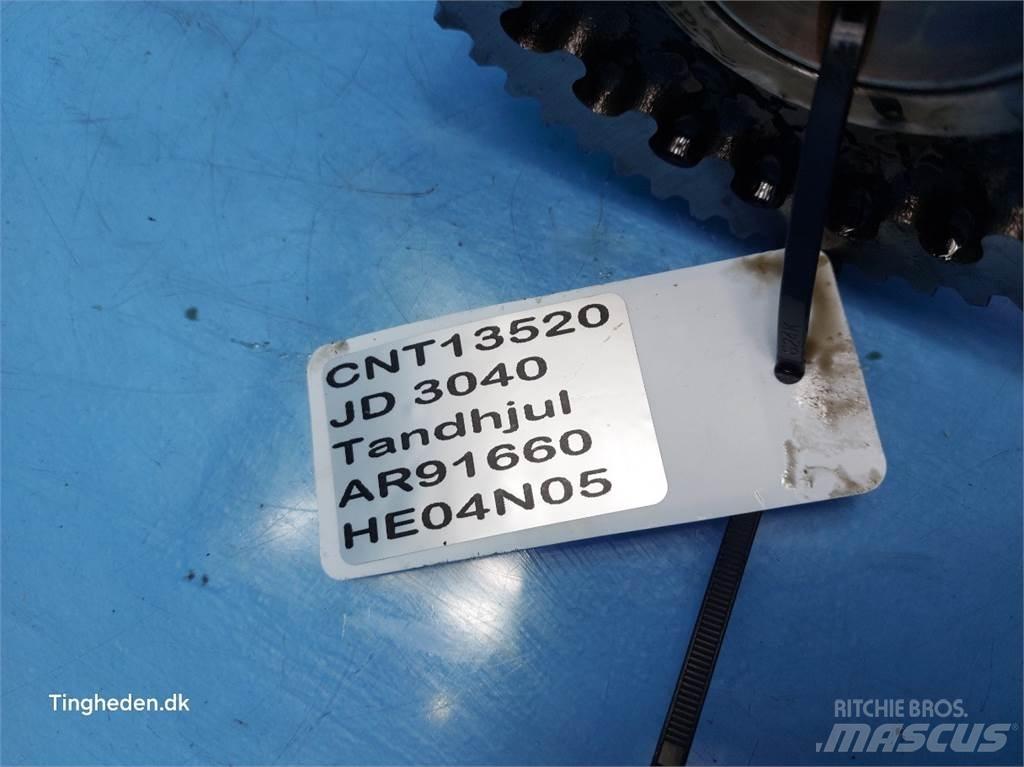 CNT13520
JD 3040
Tandhjul
AR91660
HE04N05
Tingheden.dk
RITCHIE BROS.
MASCUS